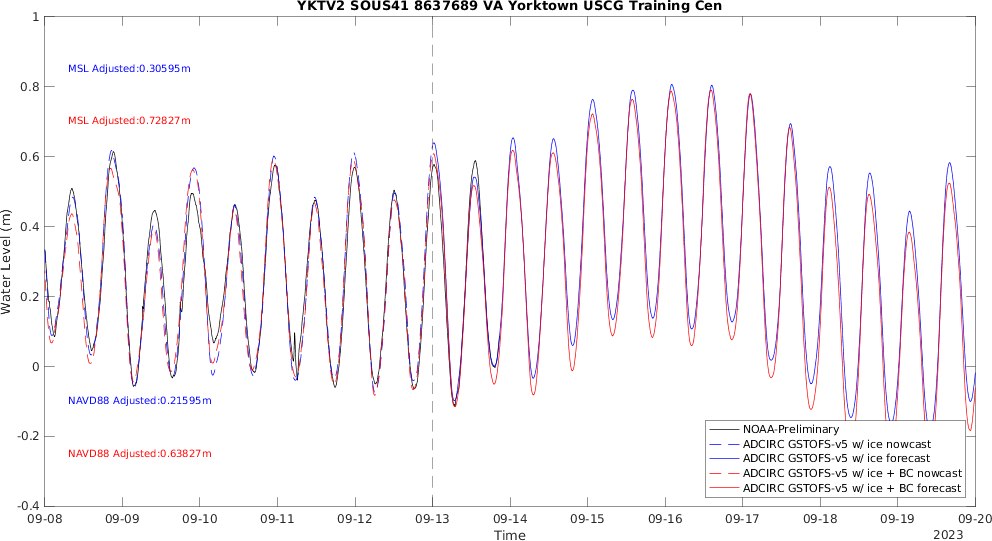 YKTV2 SOUS41 8637689 VA Yorktown USCG Training Cen
1
0.8
0.6
0.4
0.2
0
-0.2
-0.4
Water Level (m)
MSL Adjusted:0.30595m
MSL Adjusted:0.72827m
NAVD88 Adjusted:0.21595m
NAVD88 Adjusted:0.63827m
NOAA-Preliminary
ADCIRC GSTOFS-v5 w/ ice nowcast
ADCIRC GSTOFS-v5 w/ ice forecast
ADCIRC GSTOFS-v5 w/ ice + BC nowcast
ADCIRC GSTOFS-v5 w/ ice + BC forecast
09-08 09-09 09-10 09-11 09-12 09-13 09-14 09-15 09-16 09-17 09-18 09-19 09-20
Time
2023